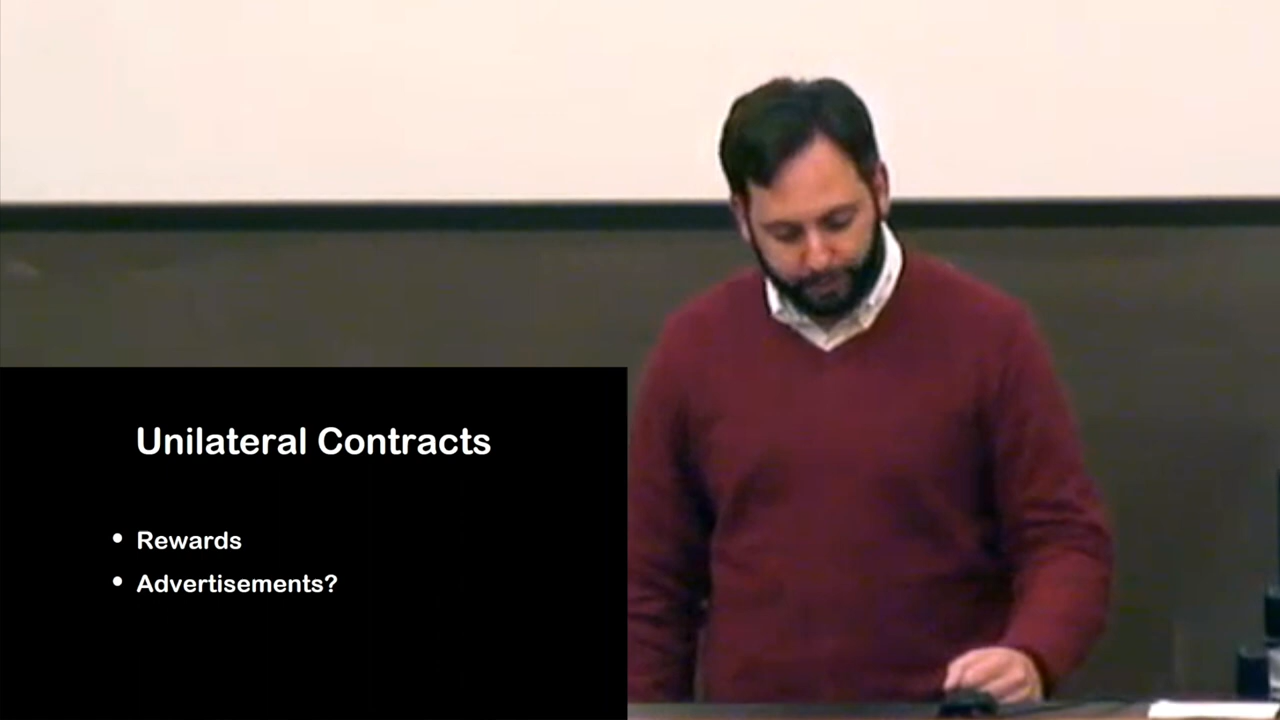 Unilateral Contracts
• Rewards
• Advertisements?